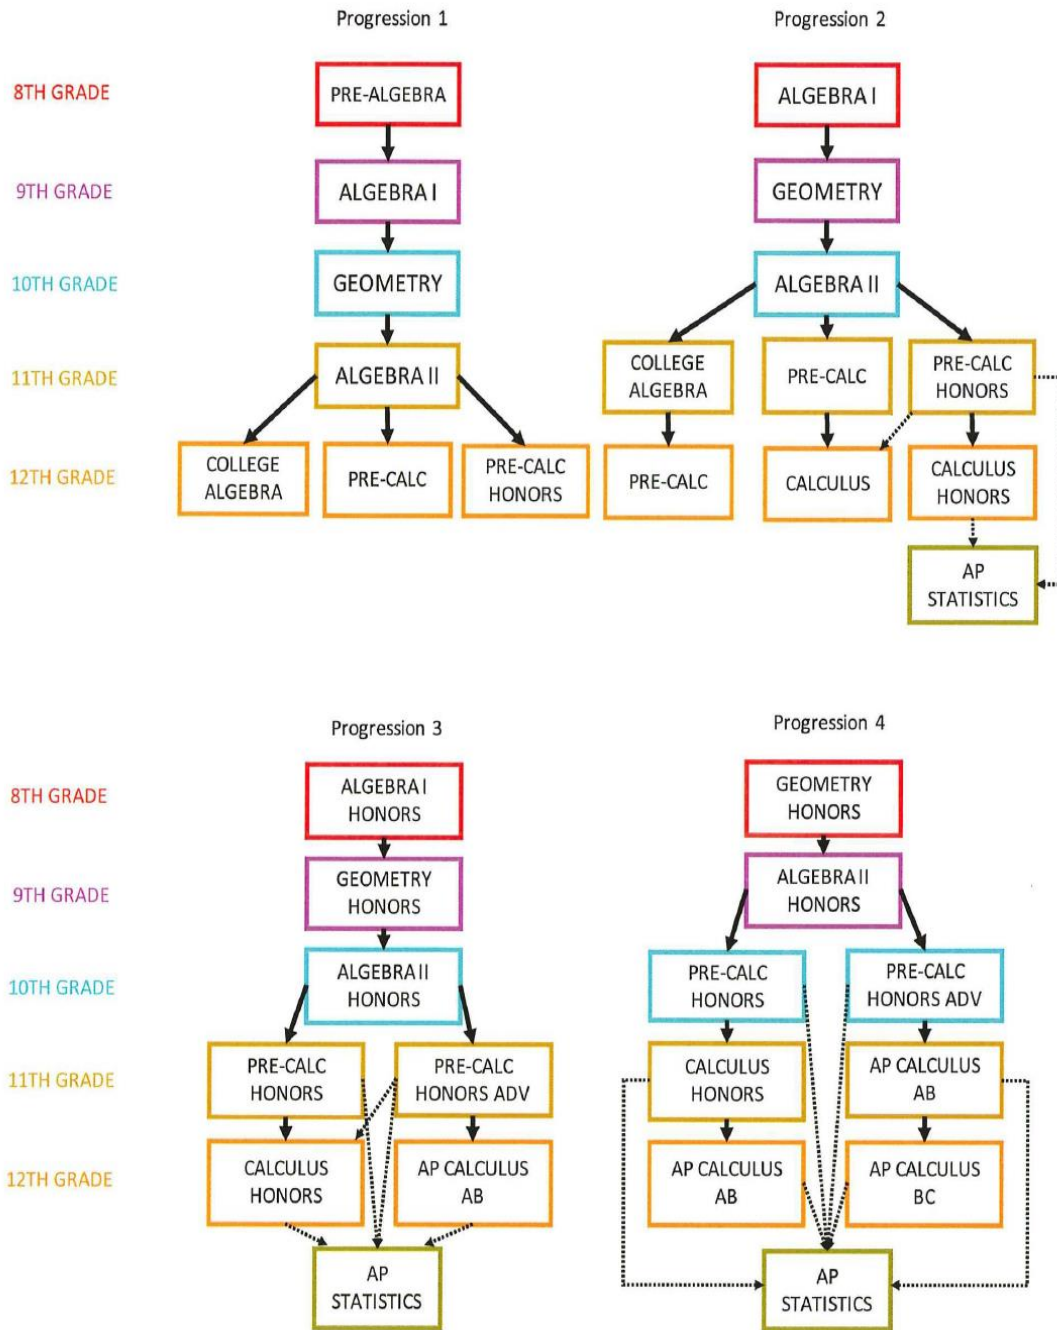 Progression 1
Progression 2
8TH GRADE
PRE-ALGEBRA
ALGEBRA I
9TH GRADE
ALGEBRA I
GEOMETRY
10TH GRADE
GEOMETRY
ALGEBRA II
11TH GRADE
ALGEBRA II
COLLEGE
ALGEBRA
PRE-CALC
PRE-CALC
HONORS
12TH GRADE
COLLEGE
ALGEBRA
PRE-CALC
PRE-CALC
HONORS
PRE-CALC
CALCULUS
CALCULUS
HONORS
AP
STATISTICS
Progression 3
Progression 4
8TH GRADE
ALGEBRA I
HONORS
GEOMETRY
HONORS
9TH GRADE
GEOMETRY
HONORS
ALGEBRA II
HONORS
10TH GRADE
ALGEBRA II
HONORS
PRE-CALC
HONORS
PRE-CALC
HONORS ADV
11TH GRADE
PRE-CALC
HONORS
PRE-CALC
HONORS ADV
CALCULUS
HONORS
AP CALCULUS
AB
12TH GRADE
CALCULUS
HONORS
AP CALCULUS
AB
AP CALCULUS
AB
AP CALCULUS
BC
AP
STATISTICS
AP
STATISTICS